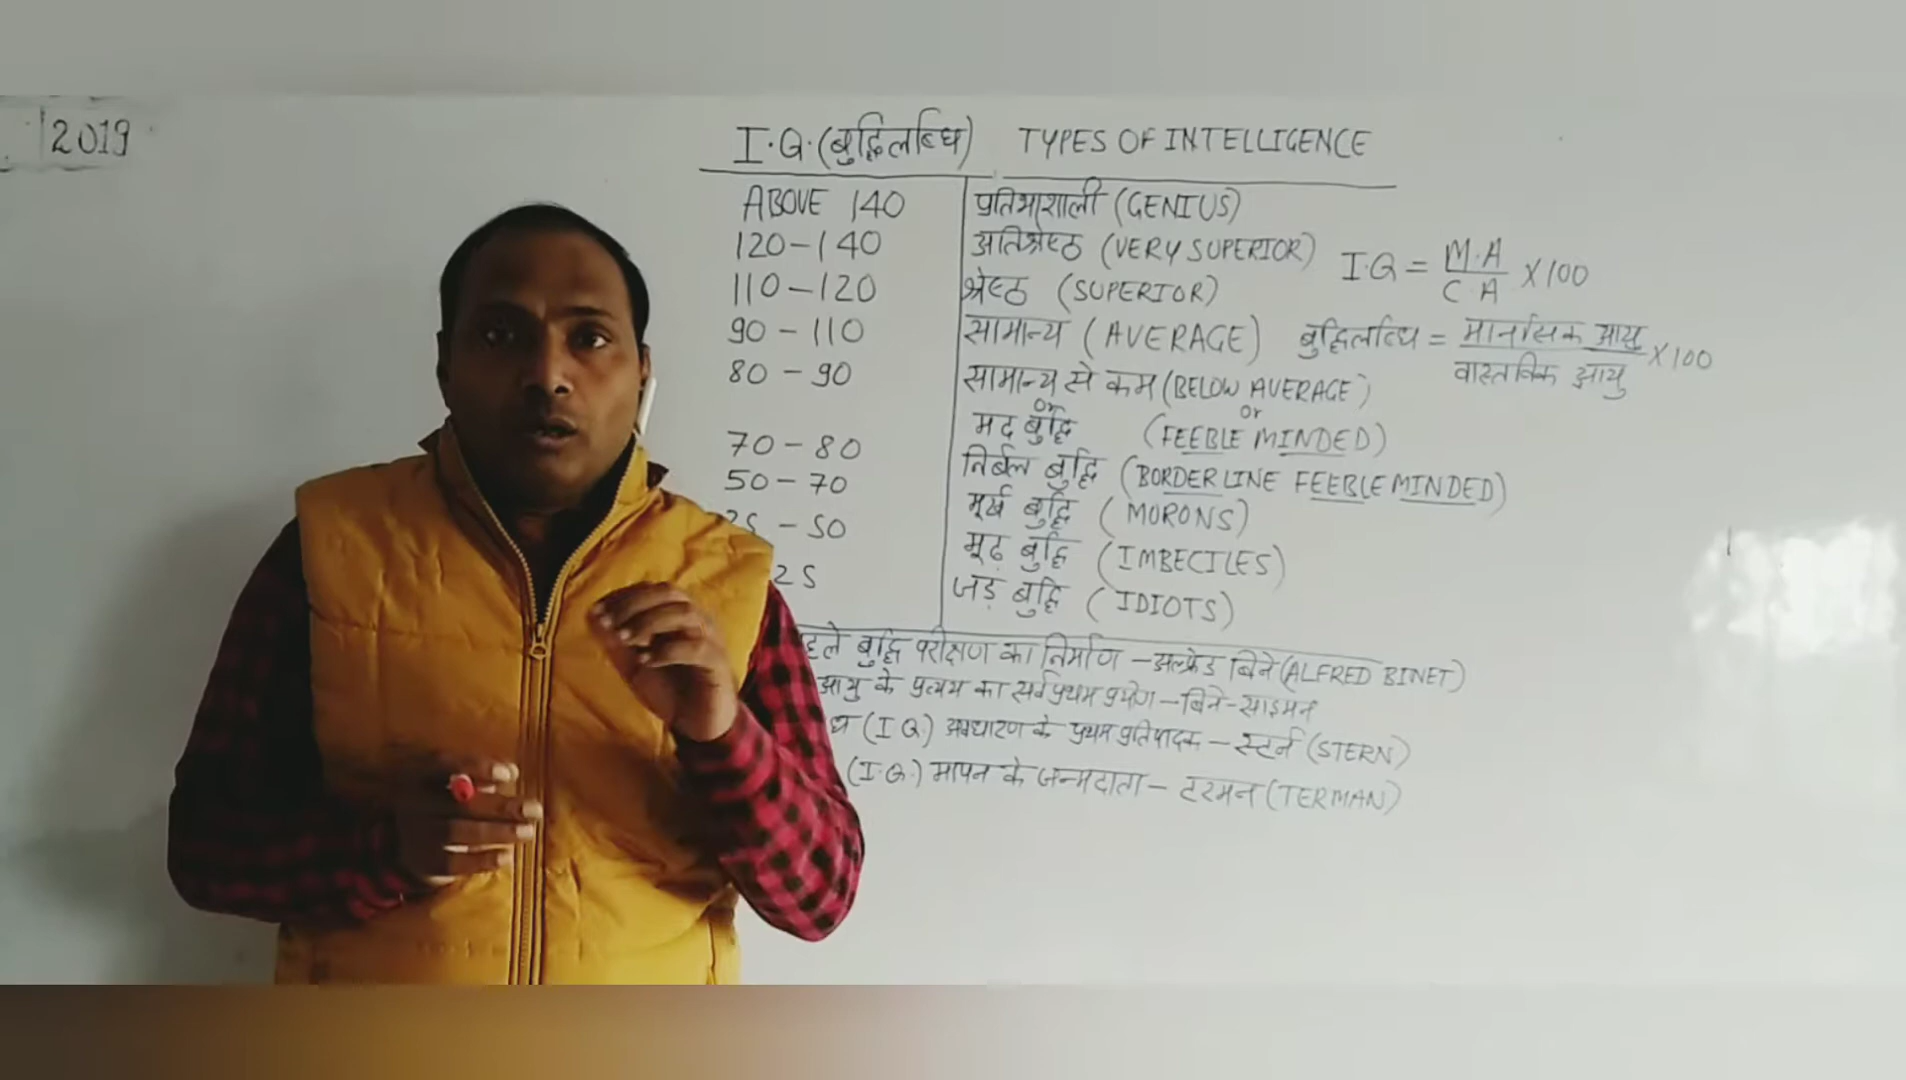 2019
I.Q.(बुद्धिलब्धि) TYPES OF INTELLIGENCE
ABOVE 140 प्रतिभाशाली (GENIUS)
120-140 अतिश्रेष्ठ (VERY SUPERIOR)
110-120 श्रेष्ठ (SUPERIOR)
90-110 सामान्य (AVERAGE)
80-90 सामान्य से कम (BELOW AVERAGE)
or or
मंद बुद्धि (FEEBLE MINDED)
70-80 निर्बल बुद्धि (BORDER LINE FEEBLE MINDED)
50-70 मूर्ख बुद्धि (MORONS)
25-50 मूढ़ बुद्धि (IMBECILES)
25 जड़ बुद्धि (IDIOTS)
I.Q = M.A / C A X 100
बुद्धिलब्धि = मानसिक आयु / वास्तविक आयु X 100
बुद्धि परीक्षण का निर्माण - अल्फ्रेड बिने (ALFRED BINET)
आयु के प्रत्यय का सर्वप्रथम प्रयोग - बिने-साइमन
(I Q.) अवधारण के प्रथम प्रतिपादक - स्टर्न (STERN)
(I.Q.) मापन के जन्मदाता - टरमन (TERMAN)